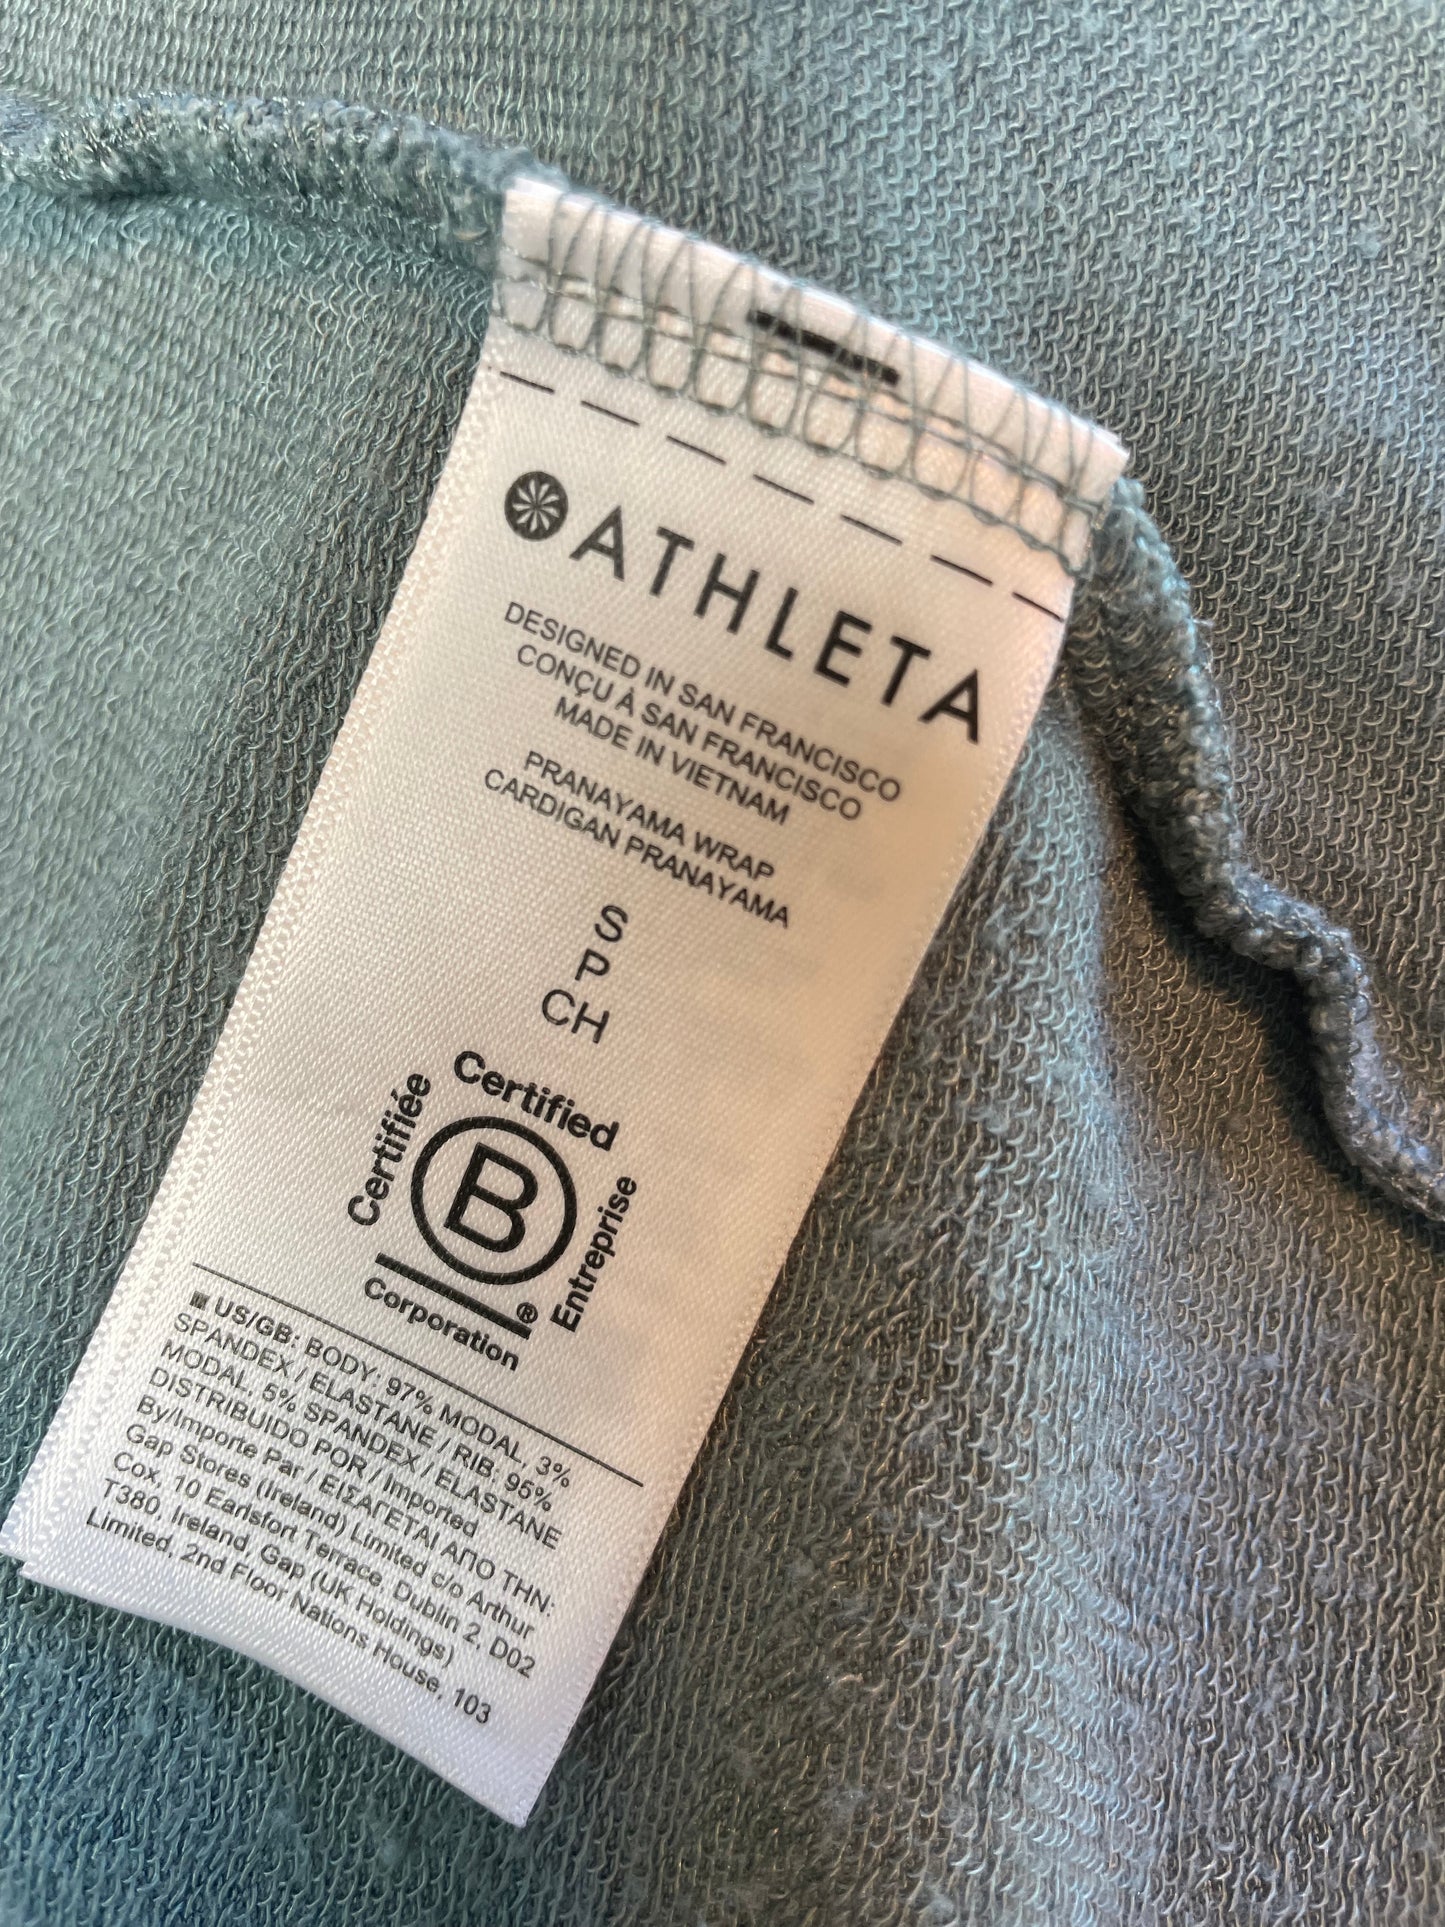 ATHLETA
DESIGNED IN SAN FRANCISCO
CONÇU À SAN FRANCISCO
MADE IN VIETNAM
PRANAYAMA WRAP
CARDIGAN PRANAYAMA
S
P
CH
Certified
Certifiée
B
Entreprise
®
Corporation
US/GB: BODY: 97% MODAL, 3%
SPANDEX / ELASTANE / RIB: 95%
MODAL, 5% SPANDEX / ELASTANE
DISTRIBUIDO POR / Imported
By/Importe Par / ΕΙΣΑΓΕΤΑΙ ΑΠΟ ΤΗΝ:
Gap Stores (Ireland) Limited c/o Arthur
Cox, 10 Earlsfort Terrace, Dublin 2, D02
T380, Ireland, Gap (UK Holdings)
Limited, 2nd Floor Nations House, 103